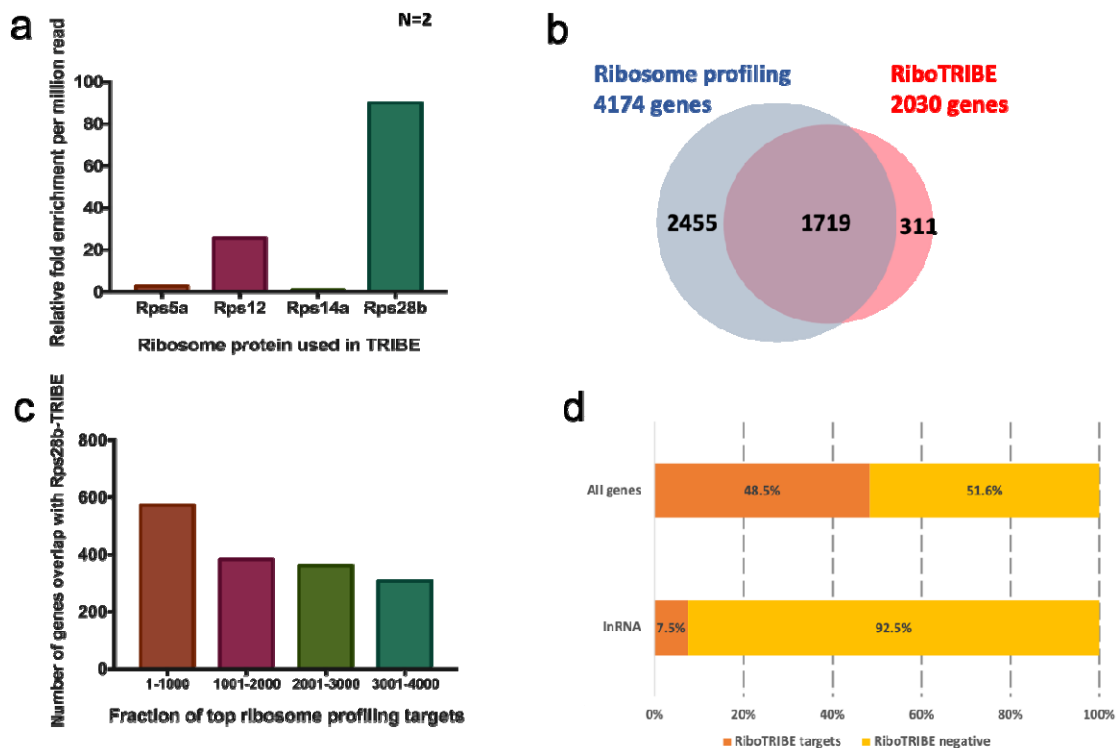 a
N=2
Relative fold enrichment per million read
100
80
60
40
20
0
Rps5a Rps12 Rps14a Rps28b
Ribosome protein used in TRIBE
b
Ribosome profiling
4174 genes
RiboTRIBE
2030 genes
2455 1719 311
c
Number of genes overlap with Rps28b-TRIBE
800
600
400
200
0
1-1000 1001-2000 2001-3000 3001-4000
Fraction of top ribosome profiling targets
d
All genes 48.5% 51.6%
lnRNA 7.5% 92.5%
0% 20% 40% 60% 80% 100%
RiboTRIBE targets RiboTRIBE negative